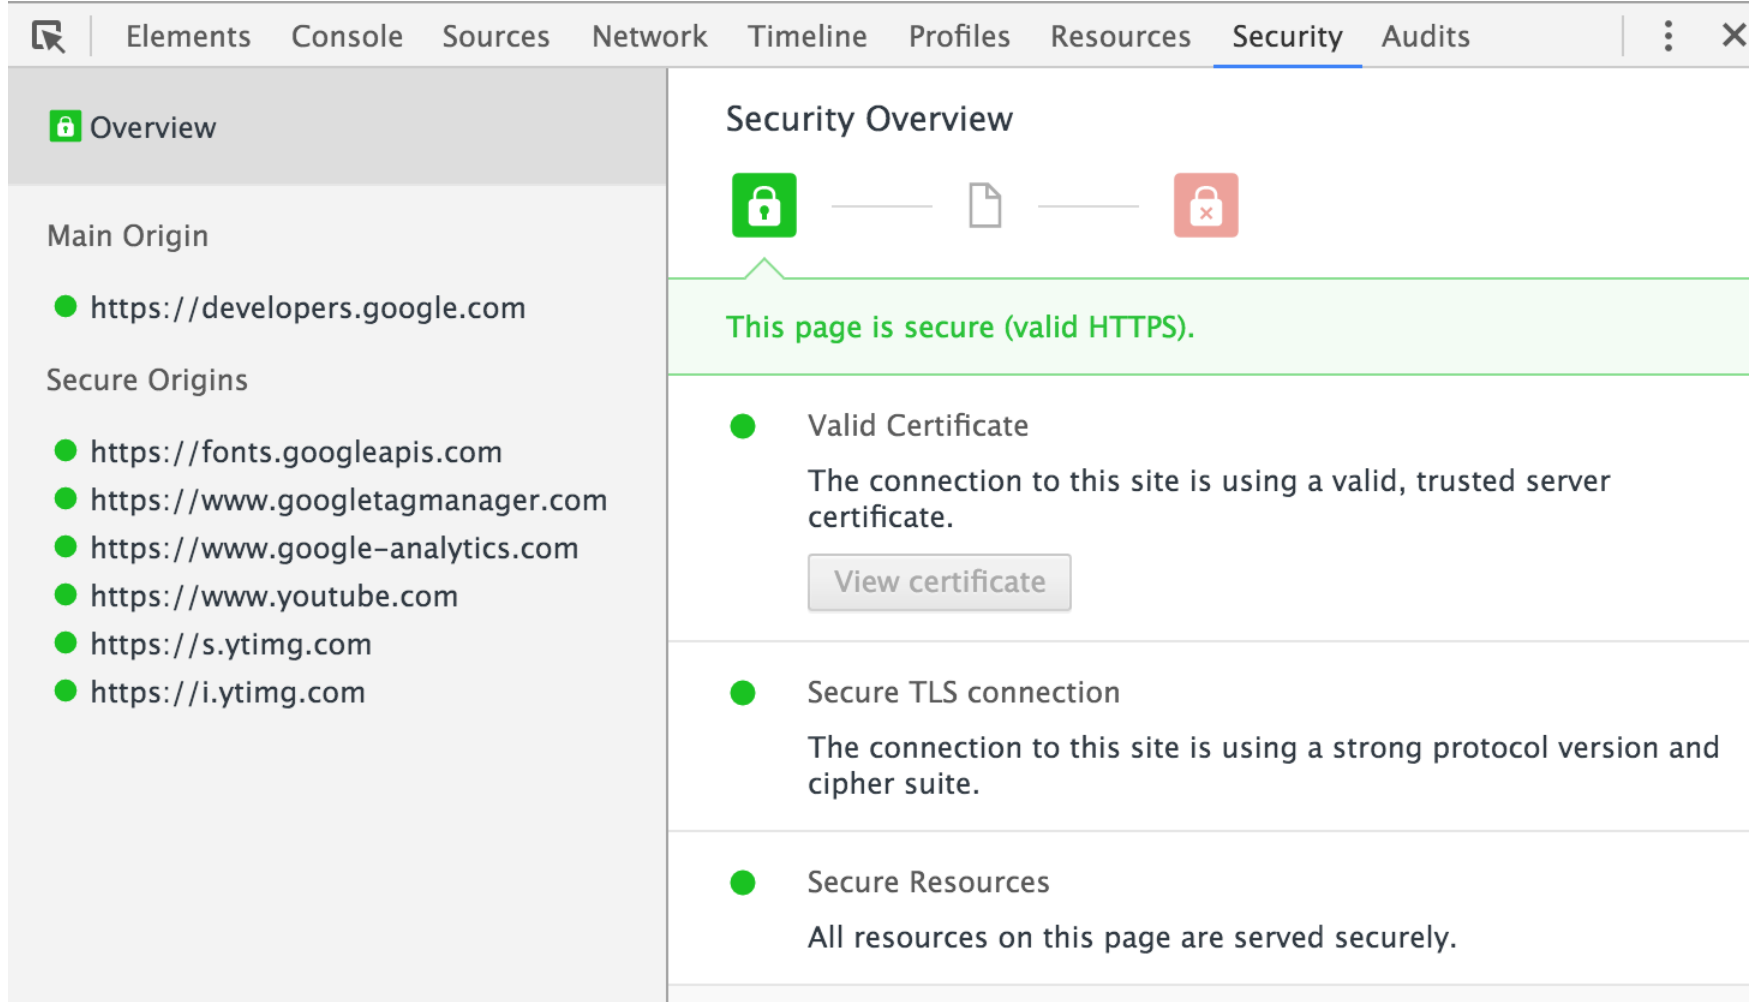 Elements Console Sources Network Timeline Profiles Resources Security Audits
Overview
Main Origin
https://developers.google.com
Secure Origins
https://fonts.googleapis.com
https://www.googletagmanager.com
https://www.google-analytics.com
https://www.youtube.com
https://s.ytimg.com
https://i.ytimg.com
Security Overview
This page is secure (valid HTTPS).
Valid Certificate
The connection to this site is using a valid, trusted server
certificate.
View certificate
Secure TLS connection
The connection to this site is using a strong protocol version and
cipher suite.
Secure Resources
All resources on this page are served securely.